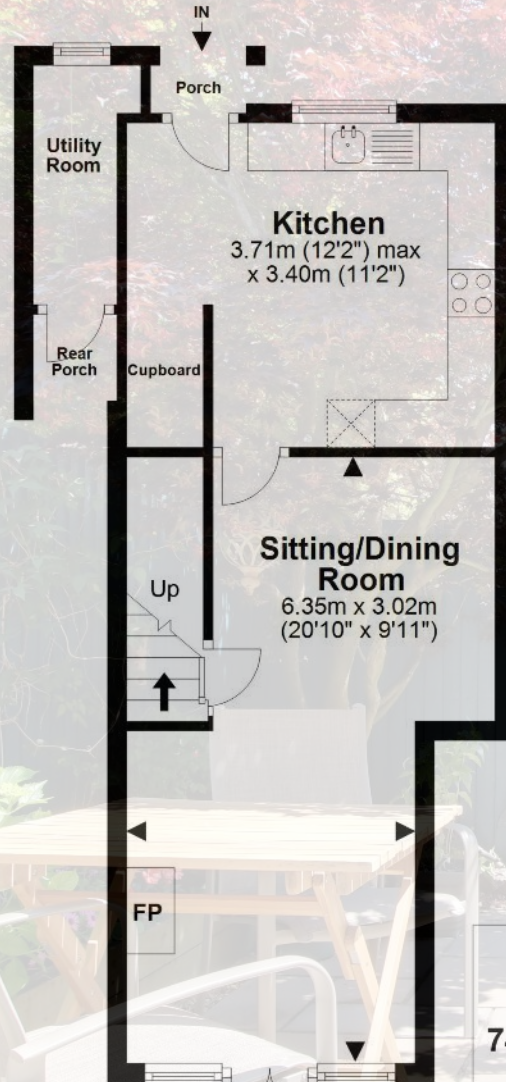 IN
Porch
Utility
Room
Kitchen
3.71m (12'2") max
x 3.40m (11'2")
Rear
Porch
Cupboard
Sitting/Dining
Room
6.35m x 3.02m
(20'10" x 9'11")
Up
FP